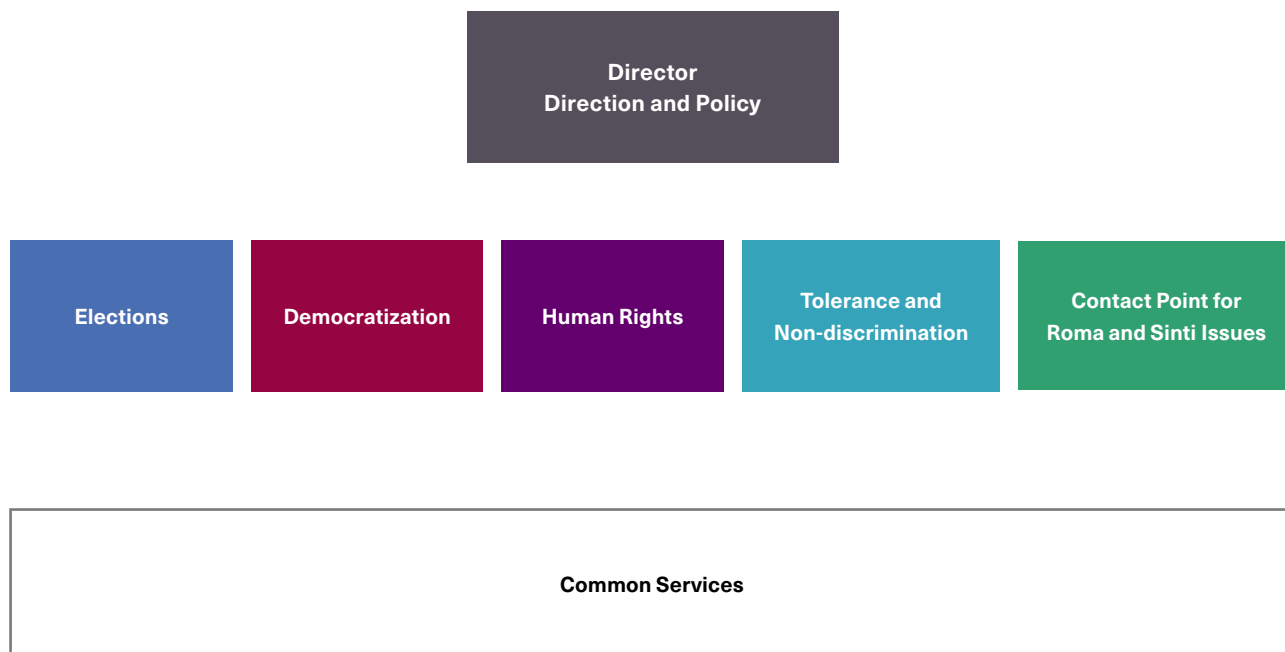 Director
Direction and Policy
Elections
Democratization
Human Rights
Tolerance and
Non-discrimination
Contact Point for
Roma and Sinti Issues
Common Services